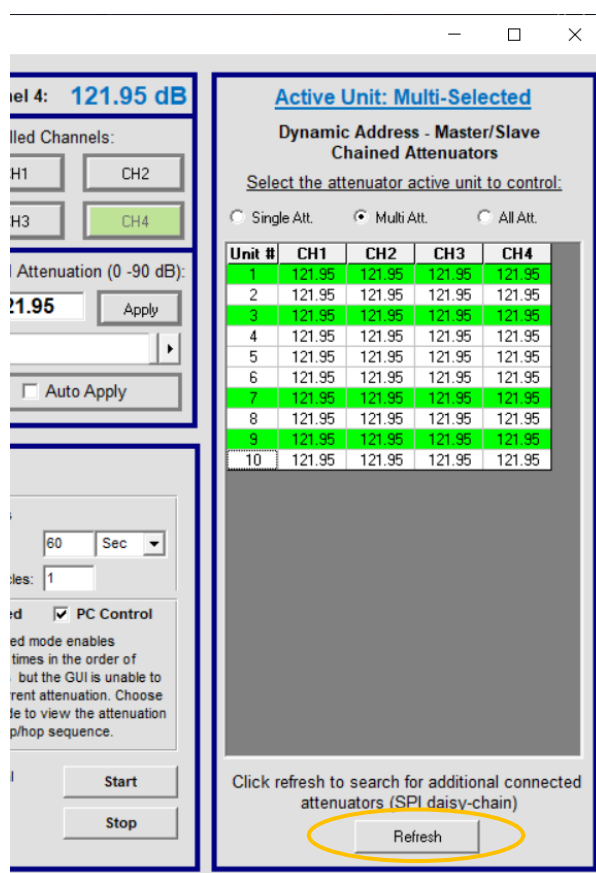 nel 4: 121.95 dB
lled Channels:
H1 CH2
H3 CH4
l Attenuation (0 -90 dB):
21.95 Apply
Auto Apply
60 Sec
cles: 1
ed PC Control
ed mode enables
times in the order of
but the GUI is unable to
rrent attenuation. Choose
de to view the attenuation
p/hop sequence.
Start
Stop
Active Unit: Multi-Selected
Dynamic Address - Master/Slave
Chained Attenuators
Select the attenuator active unit to control:
Single Att. Multi Att. All Att.
Unit # CH1 CH2 CH3 CH4
1 121.95 121.95 121.95 121.95
2 121.95 121.95 121.95 121.95
3 121.95 121.95 121.95 121.95
4 121.95 121.95 121.95 121.95
5 121.95 121.95 121.95 121.95
6 121.95 121.95 121.95 121.95
7 121.95 121.95 121.95 121.95
8 121.95 121.95 121.95 121.95
9 121.95 121.95 121.95 121.95
10 121.95 121.95 121.95 121.95
Click refresh to search for additional connected
attenuators (SPI daisy-chain)
Refresh